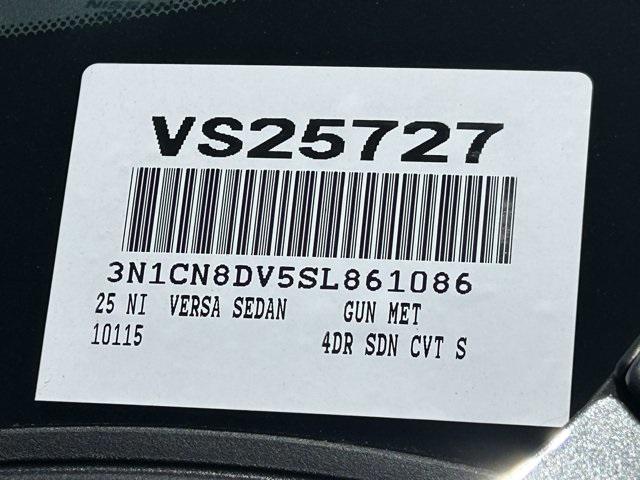 VS25727
3N1CN8DV5SL861086
25 NI VERSA SEDAN GUN MET
10115 4DR SDN CVT S